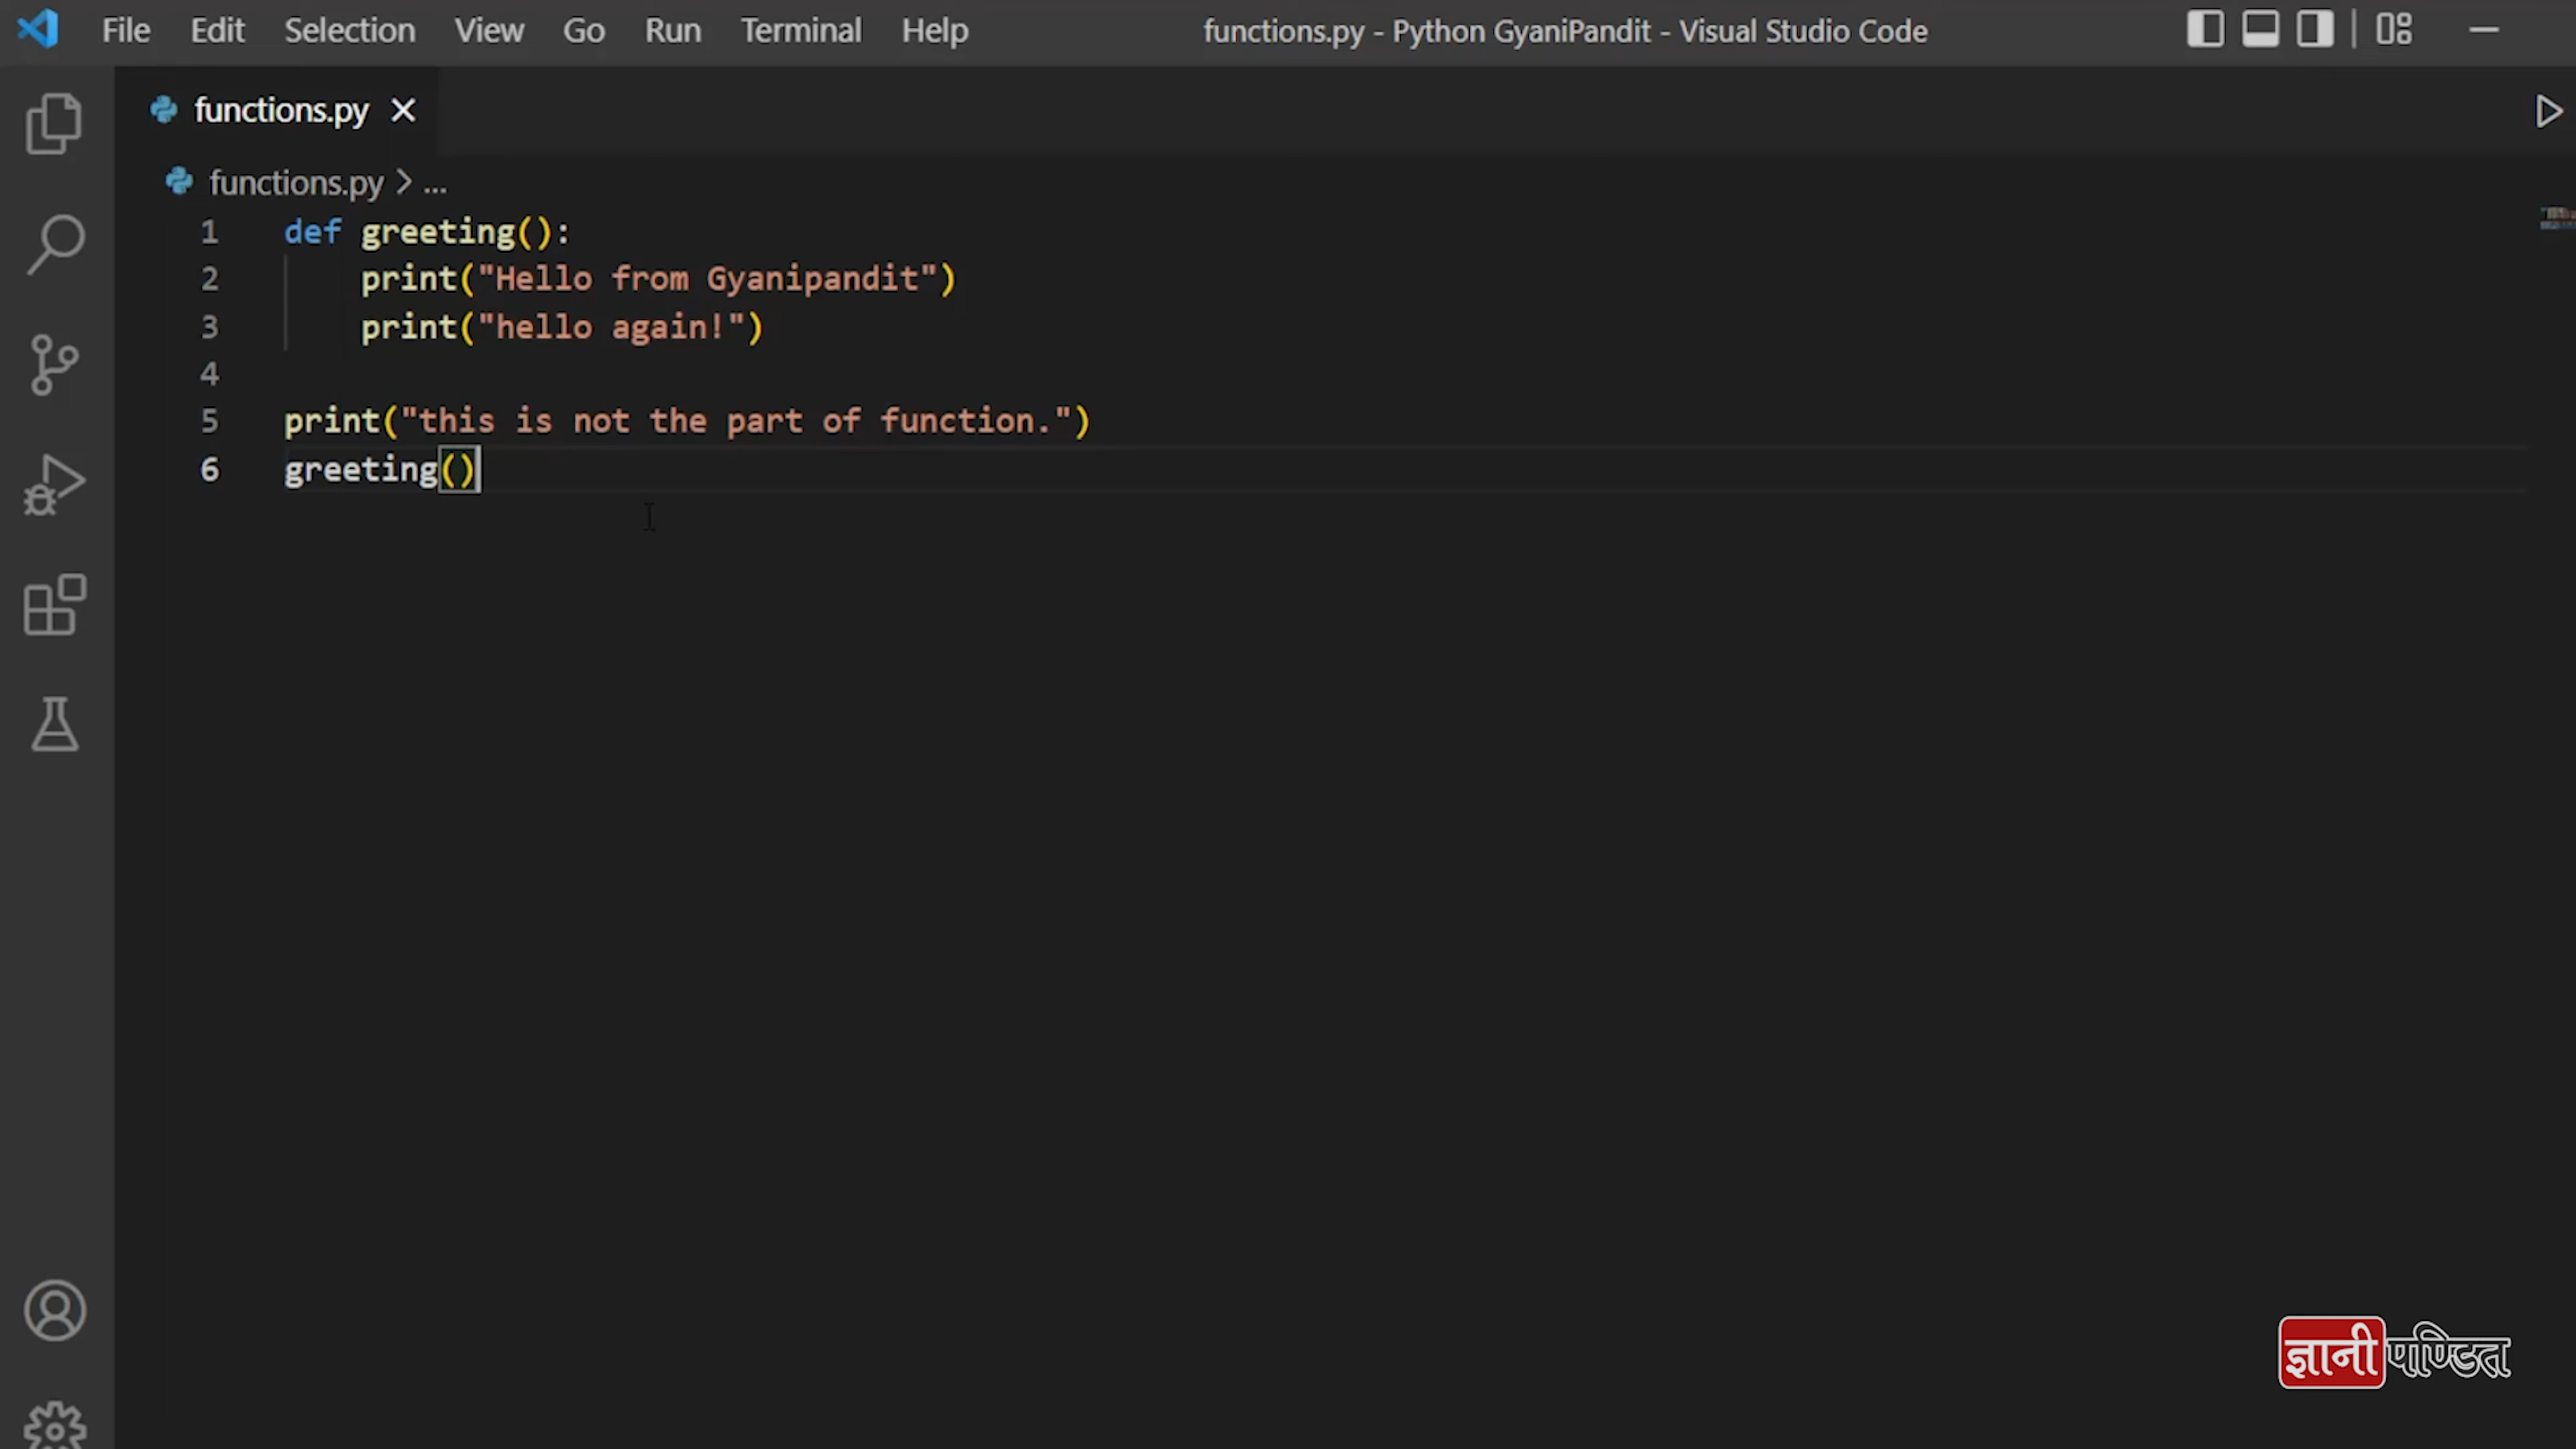 File Edit Selection View Go Run Terminal Help functions.py - Python GyaniPandit - Visual Studio Code
functions.py
functions.py > ...
1 def greeting():
2     print("Hello from Gyanipandit")
3     print("hello again!")
4
5 print("this is not the part of function.")
6 greeting()
ज्ञानी पण्डित